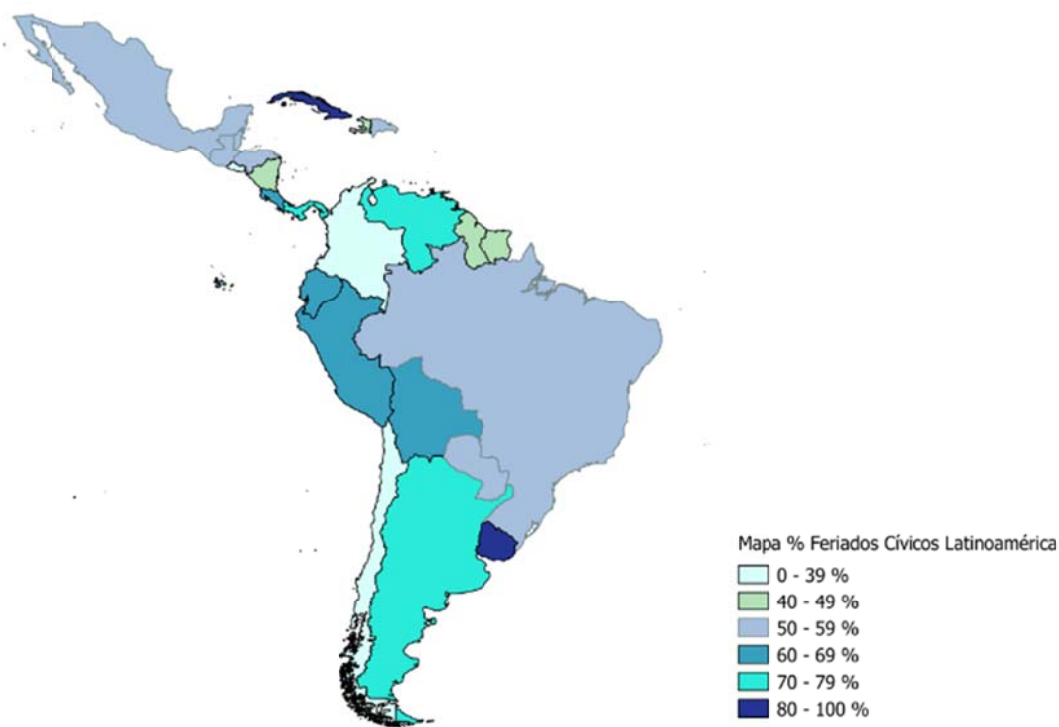 Mapa % Feriados Cívicos Latinoamérica
0 - 39 %
40 - 49 %
50 - 59 %
60 - 69 %
70 - 79 %
80 - 100 %